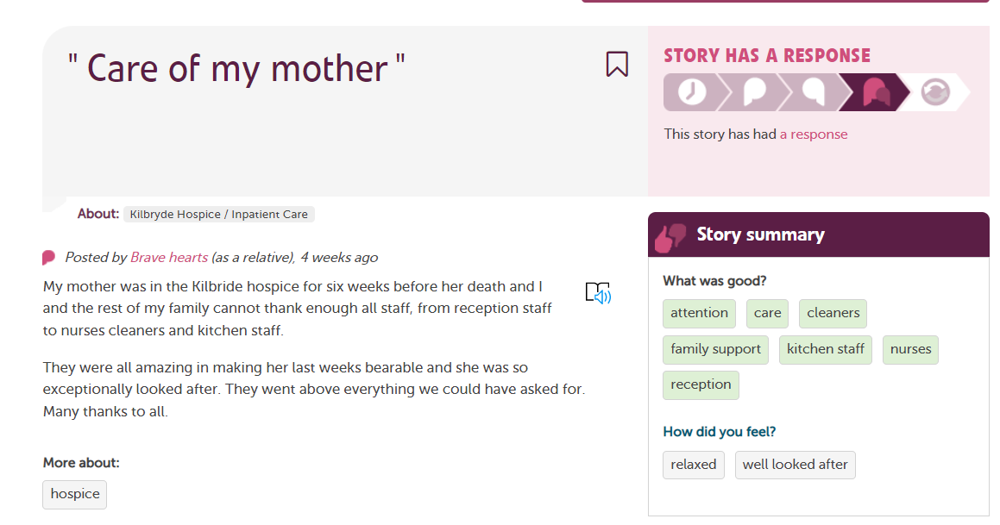 " Care of my mother "
STORY HAS A RESPONSE
This story has had a response
About: Kilbryde Hospice / Inpatient Care
Posted by Brave hearts (as a relative), 4 weeks ago
My mother was in the Kilbride hospice for six weeks before her death and I
and the rest of my family cannot thank enough all staff, from reception staff
to nurses cleaners and kitchen staff.
They were all amazing in making her last weeks bearable and she was so
exceptionally looked after. They went above everything we could have asked for.
Many thanks to all.
More about:
hospice
Story summary
What was good?
attention care cleaners
family support kitchen staff nurses
reception
How did you feel?
relaxed well looked after